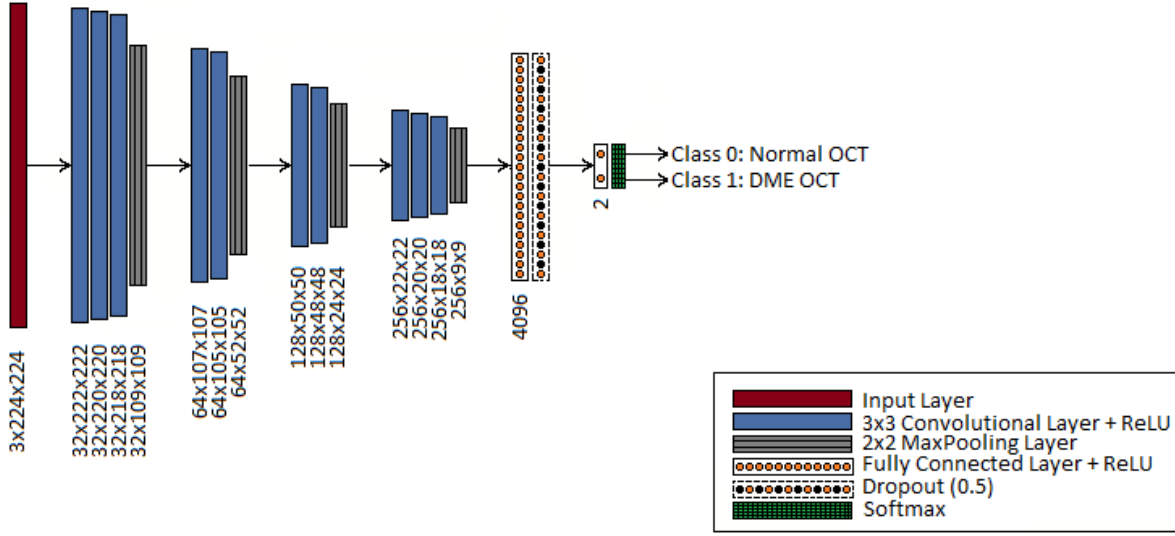 Class 0: Normal OCT
Class 1: DME OCT
3x224x224
32x222x222
32x220x220
32x218x218
32x109x109
64x107x107
64x105x105
64x52x52
128x50x50
128x48x48
128x24x24
256x22x22
256x20x20
256x18x18
256x9x9
4096
2
Input Layer
3x3 Convolutional Layer + ReLU
2x2 MaxPooling Layer
Fully Connected Layer + ReLU
Dropout (0.5)
Softmax